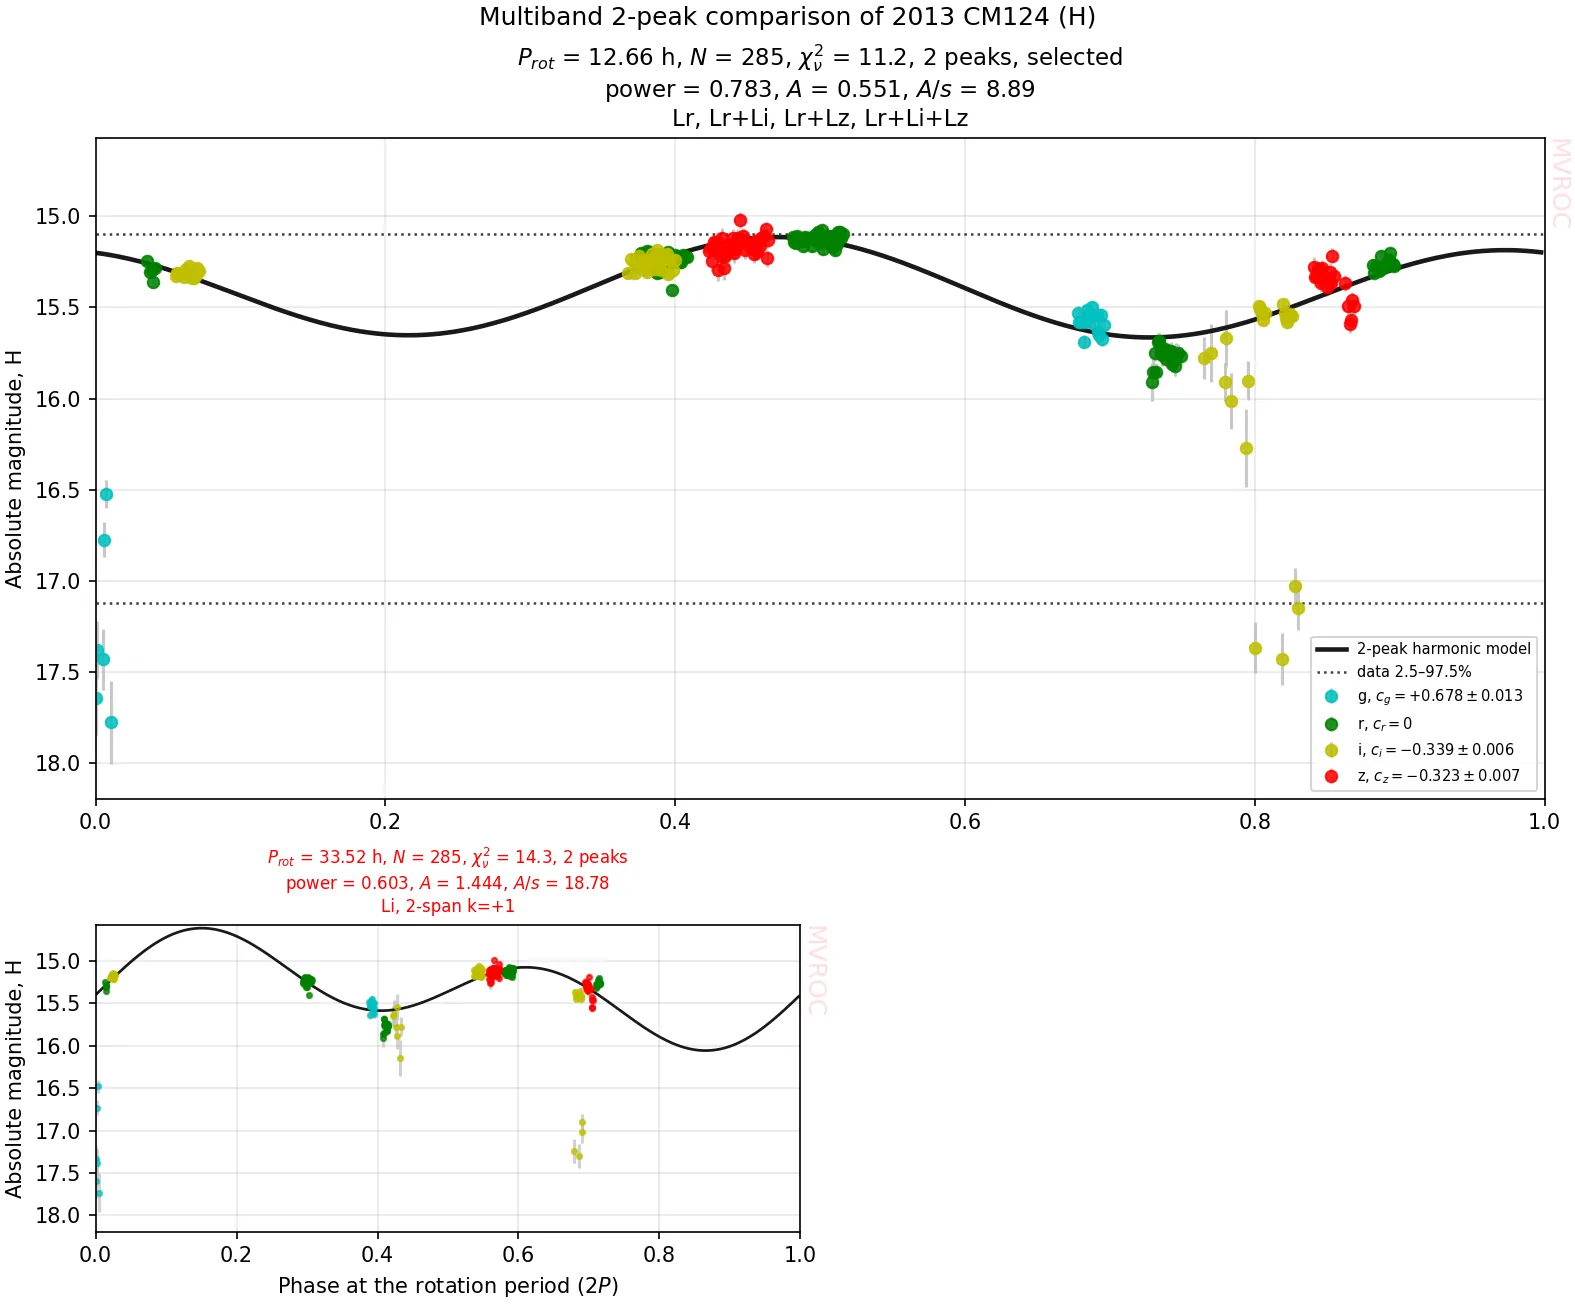 Multiband 2-peak comparison of 2013 CM124 (H)
P_rot = 12.66 h, N = 285, χ²_ν = 11.2, 2 peaks, selected
power = 0.783, A = 0.551, A/s = 8.89
Lr, Lr+Li, Lr+Lz, Lr+Li+Lz
MVROC
Absolute magnitude, H
15.0
15.5
16.0
16.5
17.0
17.5
18.0
2-peak harmonic model
data 2.5–97.5%
g, c_g = +0.678 ± 0.013
r, c_r = 0
i, c_i = −0.339 ± 0.006
z, c_z = −0.323 ± 0.007
0.0 0.2 0.4 0.6 0.8 1.0
P_rot = 33.52 h, N = 285, χ²_ν = 14.3, 2 peaks
power = 0.603, A = 1.444, A/s = 18.78
Li, 2-span k=+1
MVROC
Absolute magnitude, H
15.0
15.5
16.0
16.5
17.0
17.5
18.0
0.0 0.2 0.4 0.6 0.8 1.0
Phase at the rotation period (2P)